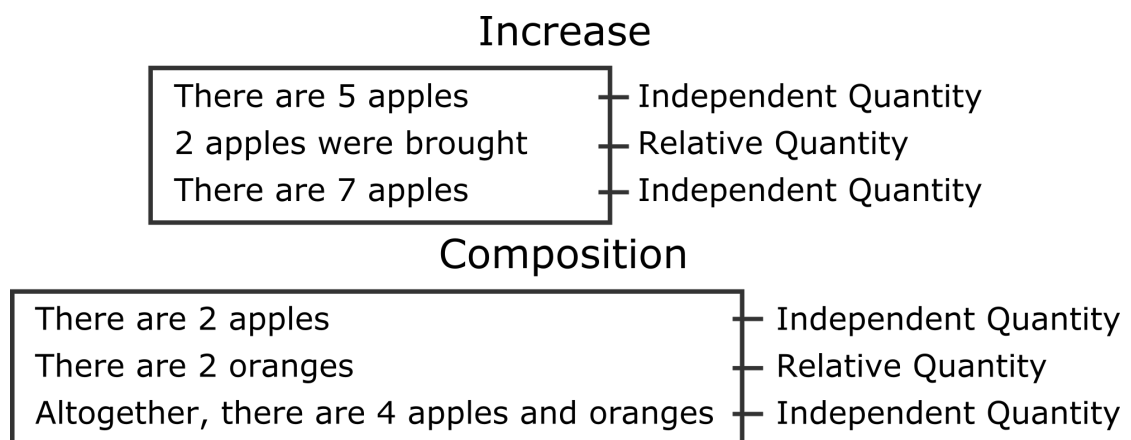 Increase
There are 5 apples Independent Quantity
2 apples were brought Relative Quantity
There are 7 apples Independent Quantity
Composition
There are 2 apples Independent Quantity
There are 2 oranges Relative Quantity
Altogether, there are 4 apples and oranges Independent Quantity